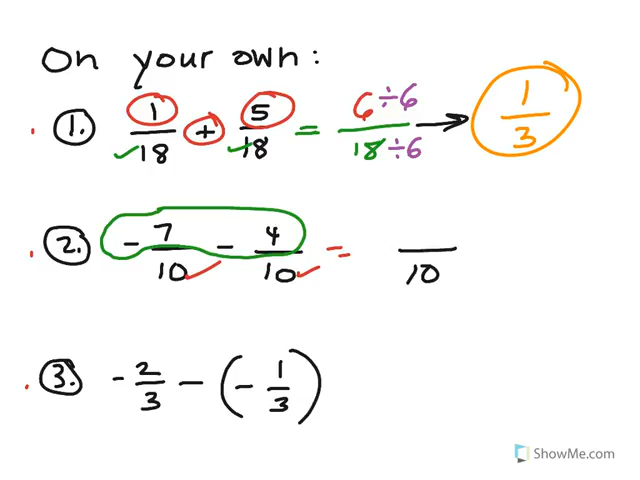 On your own:
1. 1/18 + 5/18 = 6÷6/18÷6 → 1/3
2. -7/10 - 4/10 = /10
3. -2/3 - (-1/3)
ShowMe.com